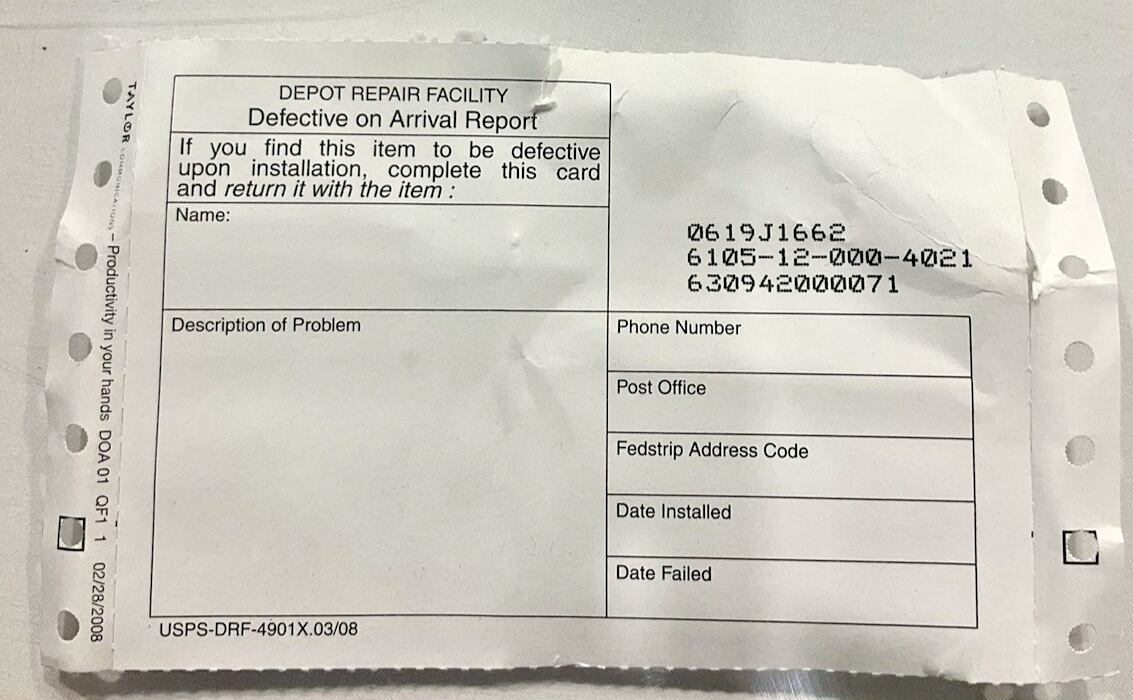 DEPOT REPAIR FACILITY
Defective on Arrival Report
If you find this item to be defective
upon installation, complete this card
and return it with the item :
Name:
0619J1662
6105-12-000-4021
630942000071
Description of Problem
Phone Number
Post Office
Fedstrip Address Code
Date Installed
Date Failed
USPS-DRF-4901X.03/08
TAYLOR COMMUNICATIONS – Productivity in your hands DOA 01 QF1 1 02/28/2008